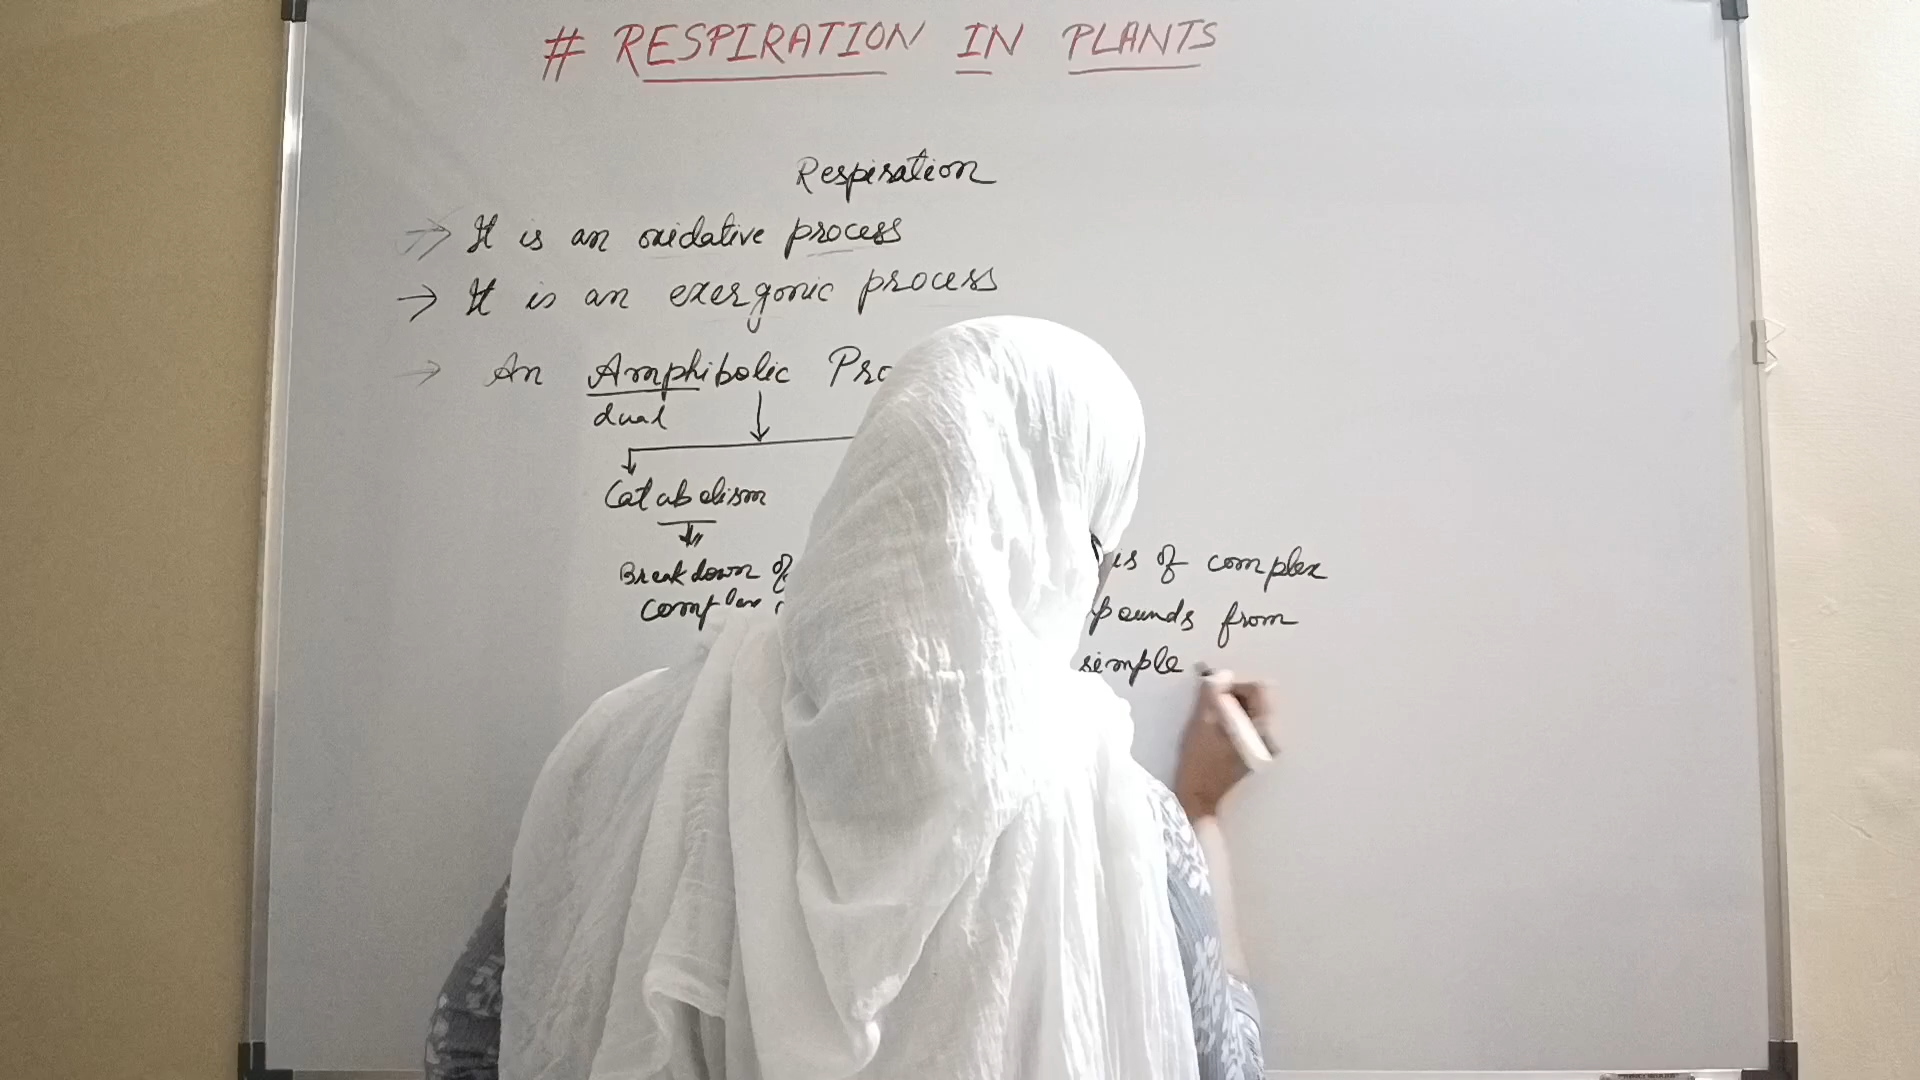 # RESPIRATION IN PLANTS
Respiration
→ It is an oxidative process
→ It is an exergonic process
→ An Amphibolic Pro
dual
Catabolism
Breakdown of
is of complex
complex
pounds from
simple